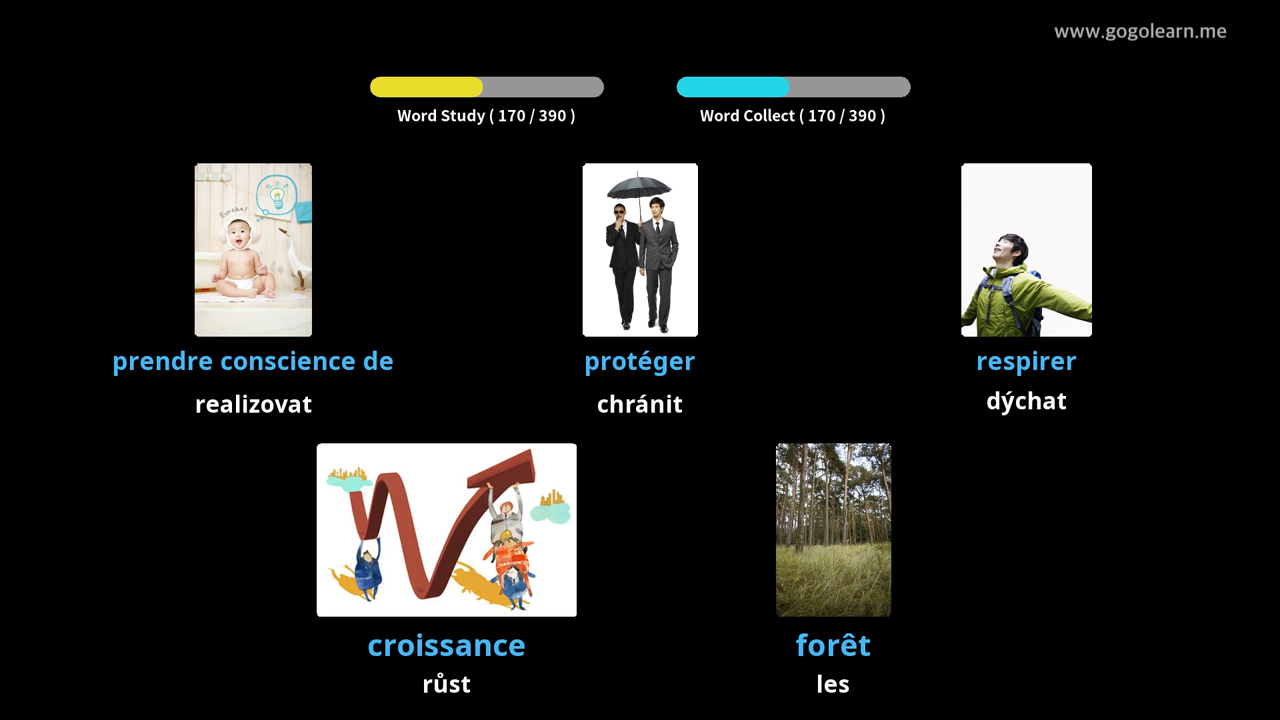 www.gogolearn.me
Word Study ( 170 / 390 )
Word Collect ( 170 / 390 )
Eureka!
prendre conscience de
protéger
respirer
realizovat
chránit
dýchat
croissance
forêt
růst
les